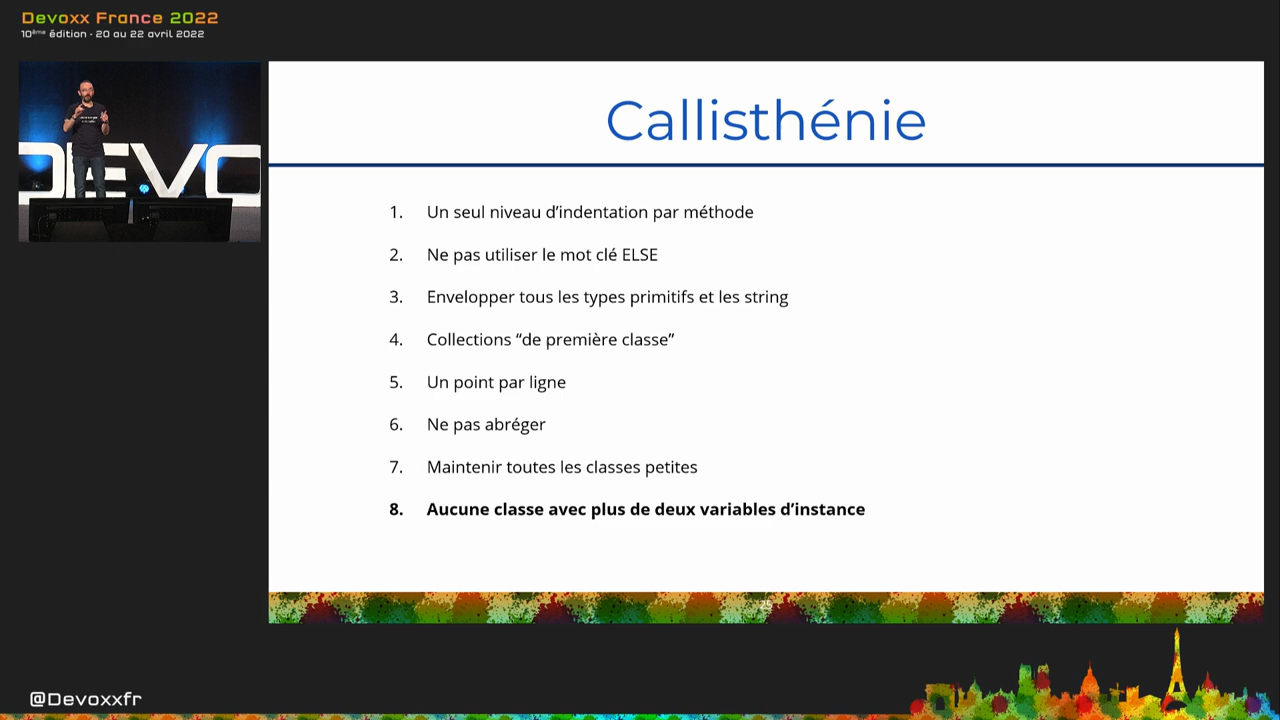 Devoxx France 2022
10ème édition - 20 au 22 avril 2022
DEVO
Callisthénie
1. Un seul niveau d’indentation par méthode
2. Ne pas utiliser le mot clé ELSE
3. Envelopper tous les types primitifs et les string
4. Collections “de première classe”
5. Un point par ligne
6. Ne pas abréger
7. Maintenir toutes les classes petites
8. Aucune classe avec plus de deux variables d’instance
25
@Devoxxfr